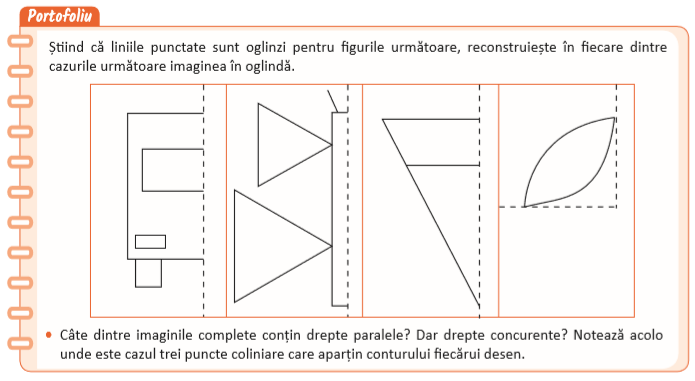 Portofoliu
Știind că liniile punctate sunt oglinzi pentru figurile următoare, reconstruiește în fiecare dintre
cazurile următoare imaginea în oglindă.
• Câte dintre imaginile complete conțin drepte paralele? Dar drepte concurente? Notează acolo
unde este cazul trei puncte coliniare care aparțin conturului fiecărui desen.